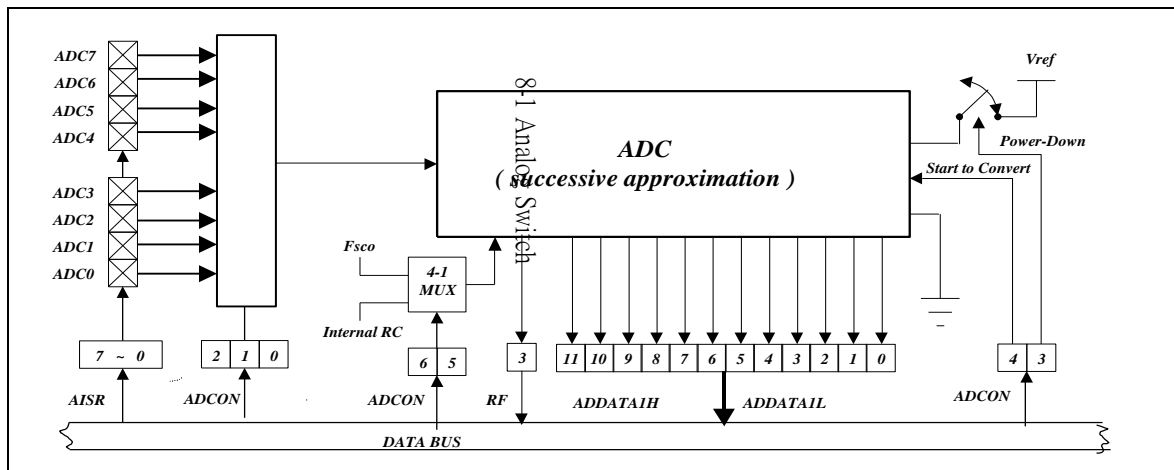 ADC7
ADC6
ADC5
ADC4
ADC3
ADC2
ADC1
ADC0
8-1 Analog Switch
ADC
( successive approximation )
Vref
Power-Down
Start to Convert
Fsco
4-1
MUX
Internal RC
7 ~ 0
2 1 0
6 5
3
11 10 9 8 7 6 5 4 3 2 1 0
4 3
AISR
ADCON
ADCON
RF
ADDATA1H
ADDATA1L
ADCON
DATA BUS